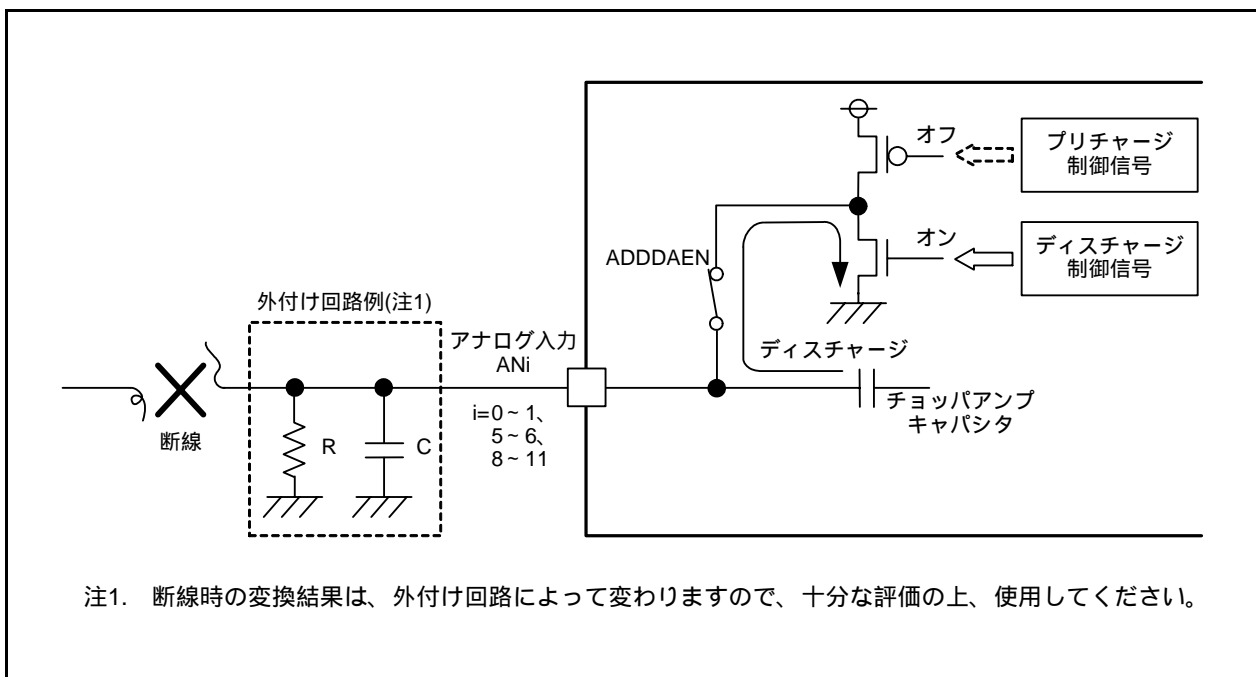 オフ
プリチャージ
制御信号
オン
ディスチャージ
制御信号
ADDDAEN
外付け回路例(注1)
アナログ入力
ANi
ディスチャージ
i=0~1、
5~6、
8~11
チョッパアンプ
キャパシタ
断線
R
C
注1. 断線時の変換結果は、外付け回路によって変わりますので、十分な評価の上、使用してください。